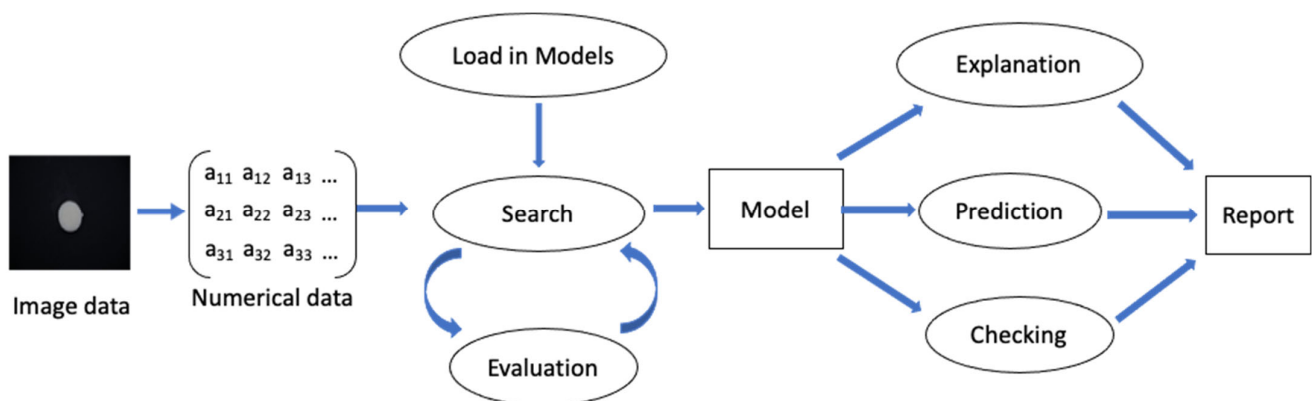 Load in Models
Explanation
a₁₁ a₁₂ a₁₃ ...
a₂₁ a₂₂ a₂₃ ...
a₃₁ a₃₂ a₃₃ ...
Search
Model
Prediction
Report
Image data
Numerical data
Evaluation
Checking